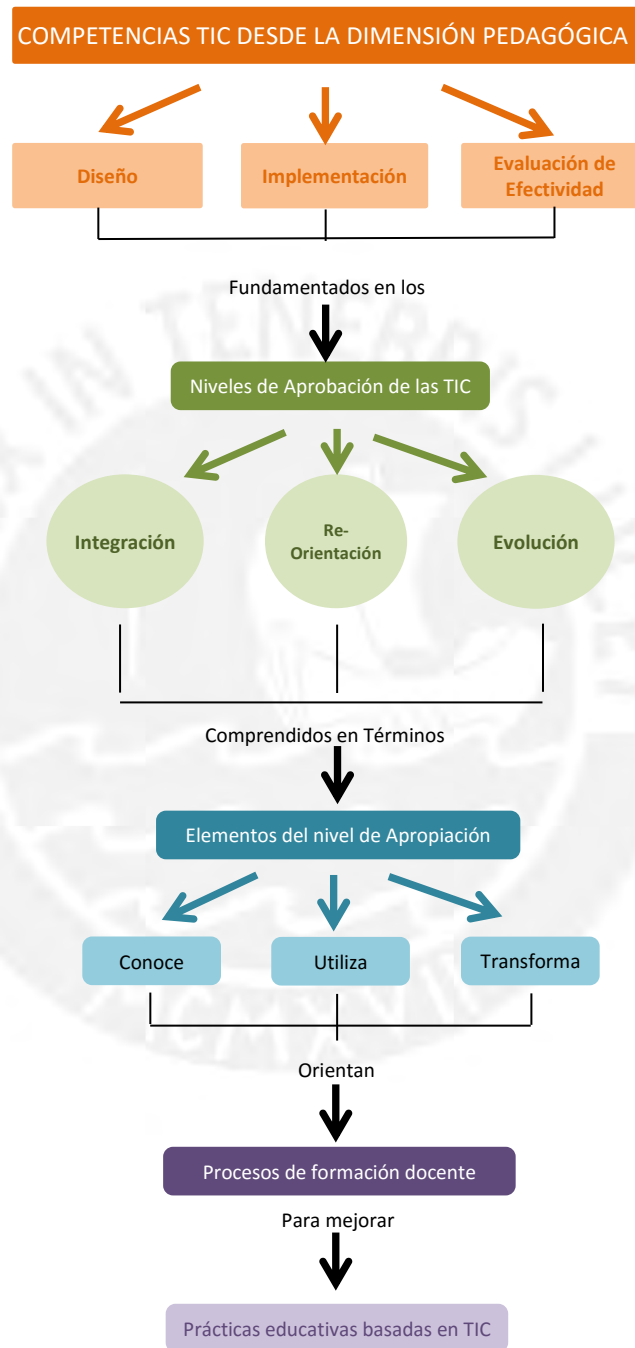 COMPETENCIAS TIC DESDE LA DIMENSIÓN PEDAGÓGICA
Diseño
Implementación
Evaluación de
Efectividad
Fundamentados en los
Niveles de Aprobación de las TIC
Integración
Re-
Orientación
Evolución
Comprendidos en Términos
Elementos del nivel de Apropiación
Conoce
Utiliza
Transforma
Orientan
Procesos de formación docente
Para mejorar
Prácticas educativas basadas en TIC